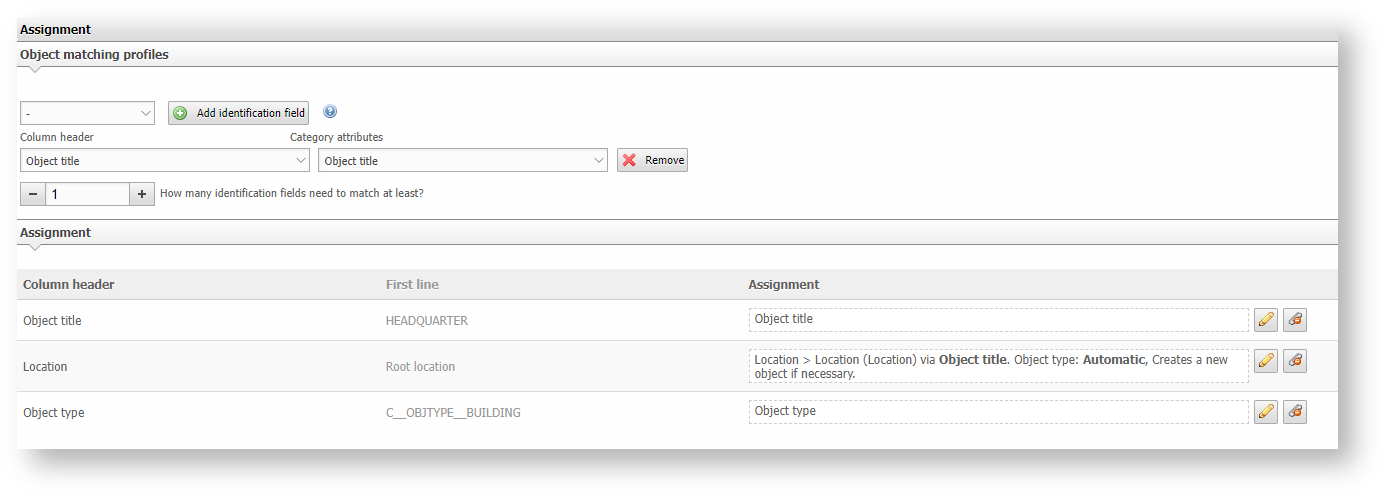 Assignment
Object matching profiles
-
Add identification field
?
Column header Category attributes
Object title Object title Remove
− 1 + How many identification fields need to match at least?
Assignment
Column header First line Assignment
Object title HEADQUARTER Object title
Location Root location Location > Location (Location) via Object title. Object type: Automatic, Creates a new
object if necessary.
Object type C__OBJTYPE__BUILDING Object type